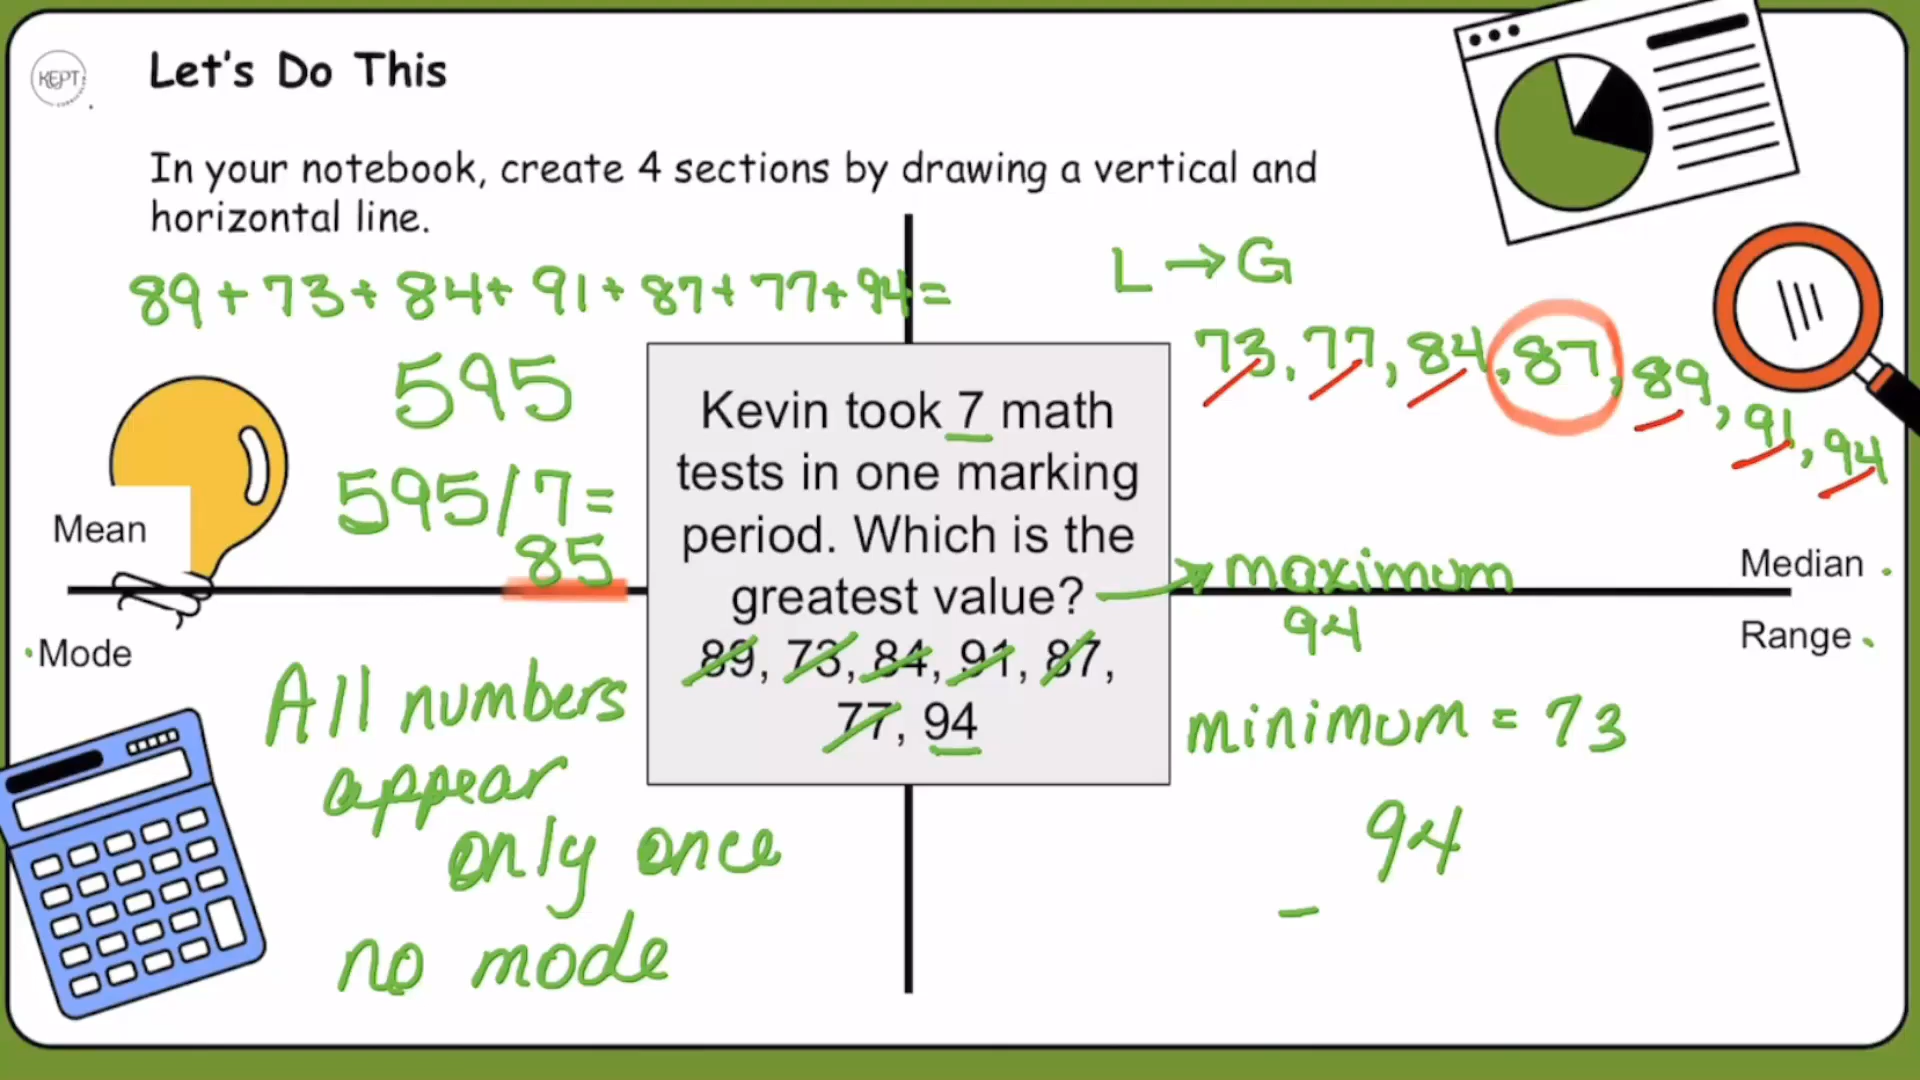 KEPT
Let's Do This
In your notebook, create 4 sections by drawing a vertical and
horizontal line.
89 + 73 + 84 + 91 + 87 + 77 + 94 =
595
595/7=
85
Mean
L → G
73, 77, 84, 87, 89, 91, 94
Median
Kevin took 7 math
tests in one marking
period. Which is the
greatest value?
89, 73, 84, 91, 87,
77, 94
Mode
All numbers
appear
only once
no mode
maximum
94
Range
minimum = 73
94
-